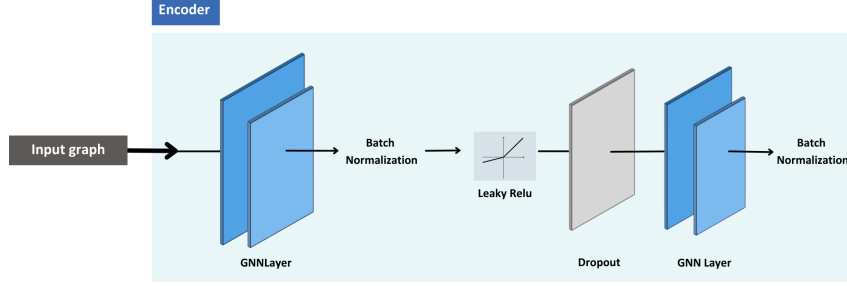 Encoder
Input graph
Batch
Normalization
Leaky Relu
Batch
Normalization
GNNLayer
Dropout
GNN Layer